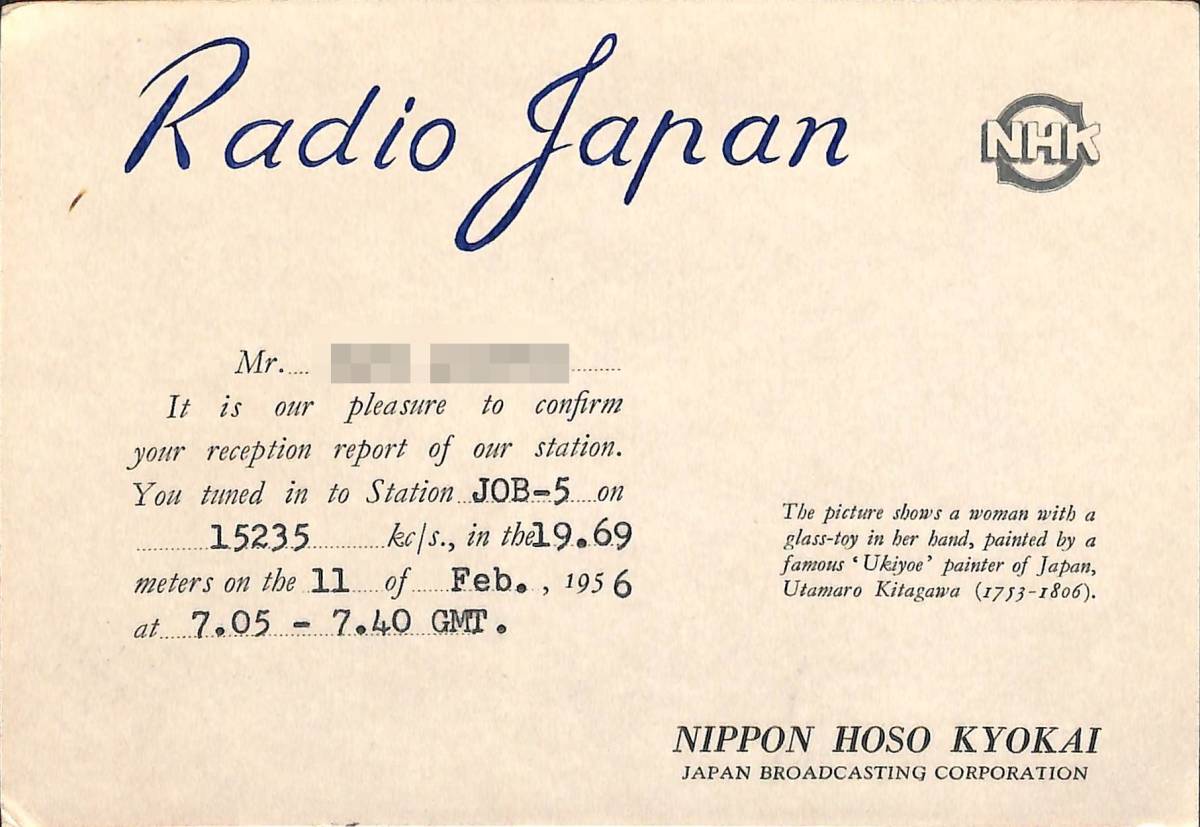 Radio Japan
NHK
Mr.
It is our pleasure to confirm
your reception report of our station.
You tuned in to Station JOB-5 on
15235 kc/s., in the 19.69
meters on the 11 of Feb. , 1956
at 7.05 - 7.40 GMT.
The picture shows a woman with a
glass-toy in her hand, painted by a
famous 'Ukiyoe' painter of Japan,
Utamaro Kitagawa (1753-1806).
NIPPON HOSO KYOKAI
JAPAN BROADCASTING CORPORATION